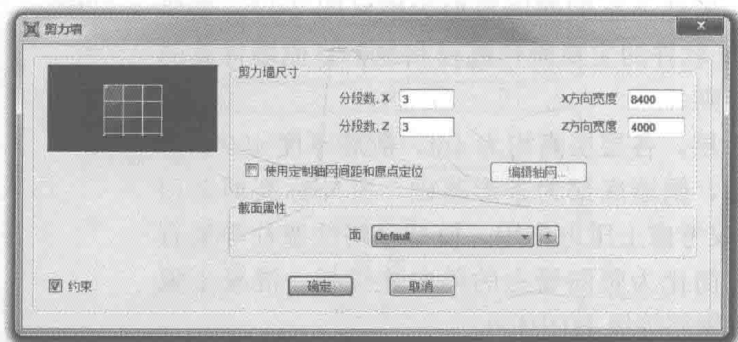 剪力墙
剪力墙尺寸
分段数, X 3 X方向宽度 8400
分段数, Z 3 Z方向宽度 4000
使用定制轴网间距和原点定位 编辑轴网...
截面属性
面 Default +
约束 确定 取消